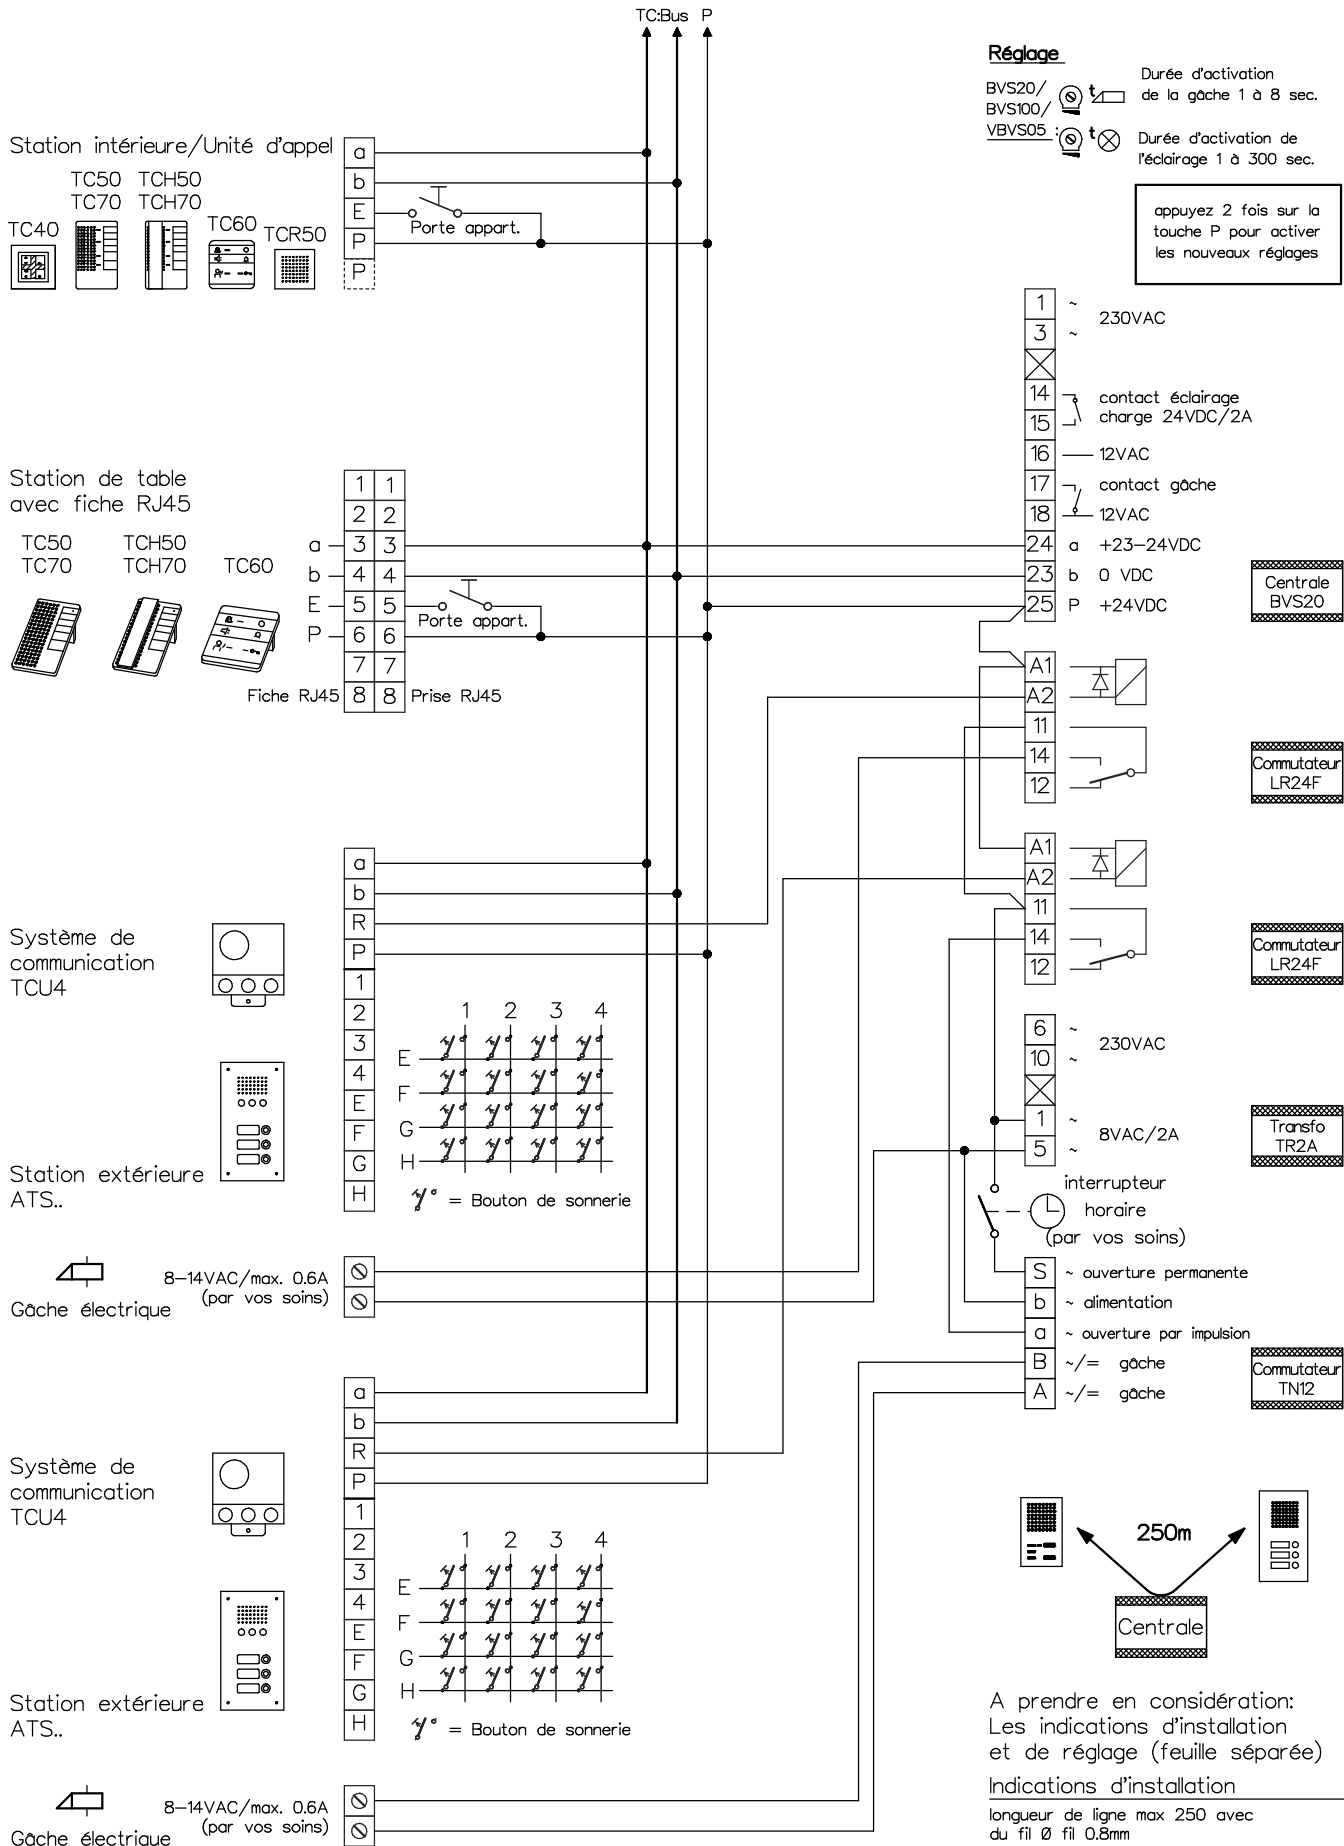 TC:Bus P
Réglage
BVS20/
BVS100/
VBVS05 :
t
Durée d'activation
de la gâche 1 à 8 sec.
t
Durée d'activation de
l'éclairage 1 à 300 sec.
appuyez 2 fois sur la
touche P pour activer
les nouveaux réglages
Station intérieure/Unité d'appel
TC40
TC50
TC70
TCH50
TCH70
TC60
TCR50
a
b
E
P
P
Porte appart.
1 ~
3 ~
230VAC
14
15
contact éclairage
charge 24VDC/2A
16 12VAC
17 contact gâche
18 12VAC
24 a +23-24VDC
23 b 0 VDC
25 P +24VDC
Centrale
BVS20
Station de table
avec fiche RJ45
TC50
TC70
TCH50
TCH70
TC60
1 1
2 2
a 3 3
b 4 4
E 5 5
P 6 6
7 7
Fiche RJ45 8 8 Prise RJ45
Porte appart.
A1
A2
11
14
12
Commutateur
LR24F
A1
A2
11
14
12
Commutateur
LR24F
Système de
communication
TCU4
Station extérieure
ATS..
a
b
R
P
1
2
3
4
E
F
G
H
1 2 3 4
E
F
G
H
= Bouton de sonnerie
6 ~
10 ~
230VAC
1 ~
5 ~
8VAC/2A
Transfo
TR2A
interrupteur
horaire
(par vos soins)
Gâche électrique
8-14VAC/max. 0.6A
(par vos soins)
S ~ ouverture permanente
b ~ alimentation
a ~ ouverture par impulsion
B ~/= gâche
A ~/= gâche
Commutateur
TN12
Système de
communication
TCU4
Station extérieure
ATS..
a
b
R
P
1
2
3
4
E
F
G
H
1 2 3 4
E
F
G
H
= Bouton de sonnerie
250m
Centrale
Gâche électrique
8-14VAC/max. 0.6A
(par vos soins)
A prendre en considération:
Les indications d'installation
et de réglage (feuille séparée)
Indications d'installation
longueur de ligne max 250 avec
du fil Ø fil 0.8mm